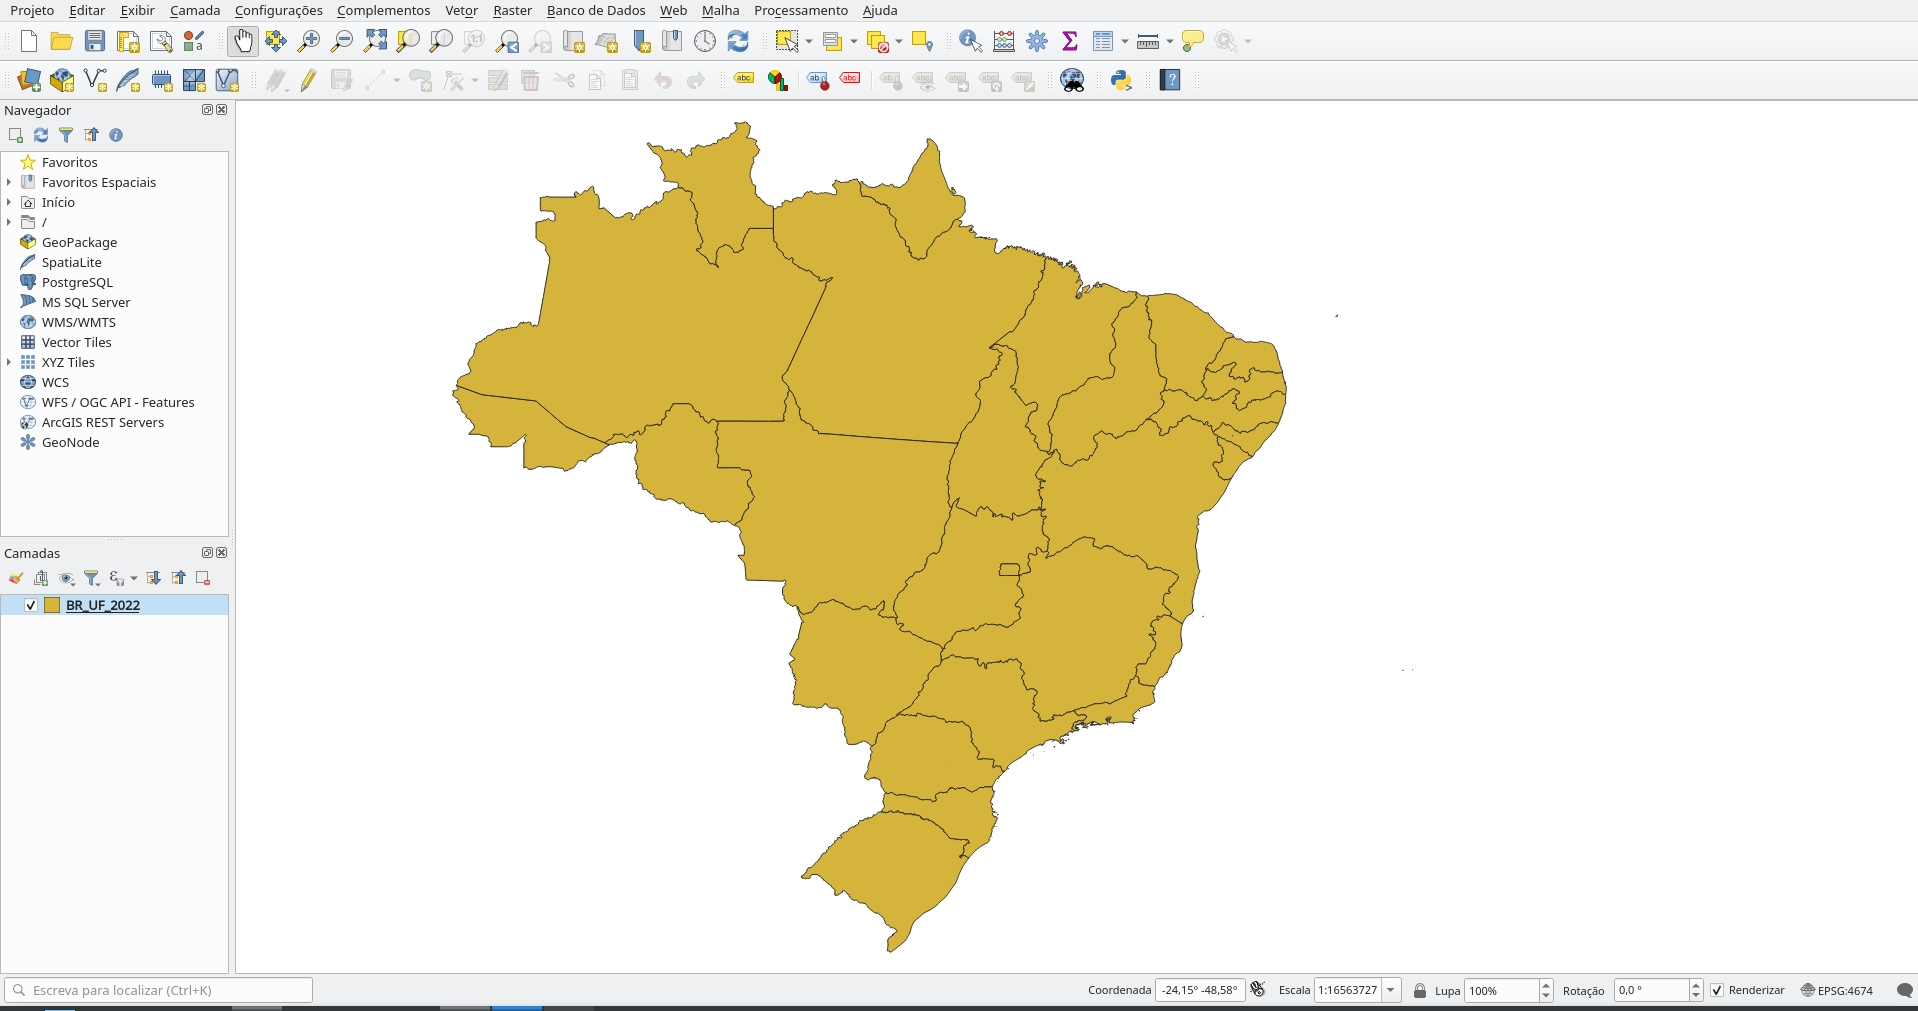 Projeto Editar Exibir Camada Configurações Complementos Vetor Raster Banco de Dados Web Malha Processamento Ajuda
abc abc abc
Navegador
Favoritos
Favoritos Espaciais
Início
/
GeoPackage
SpatiaLite
PostgreSQL
MS SQL Server
WMS/WMTS
Vector Tiles
XYZ Tiles
WCS
WFS / OGC API - Features
ArcGIS REST Servers
GeoNode
Camadas
BR_UF_2022
Escreva para localizar (Ctrl+K) Coordenada -24,15° -48,58° Escala 1:16563727 Lupa 100% Rotação 0,0 ° Renderizar EPSG:4674